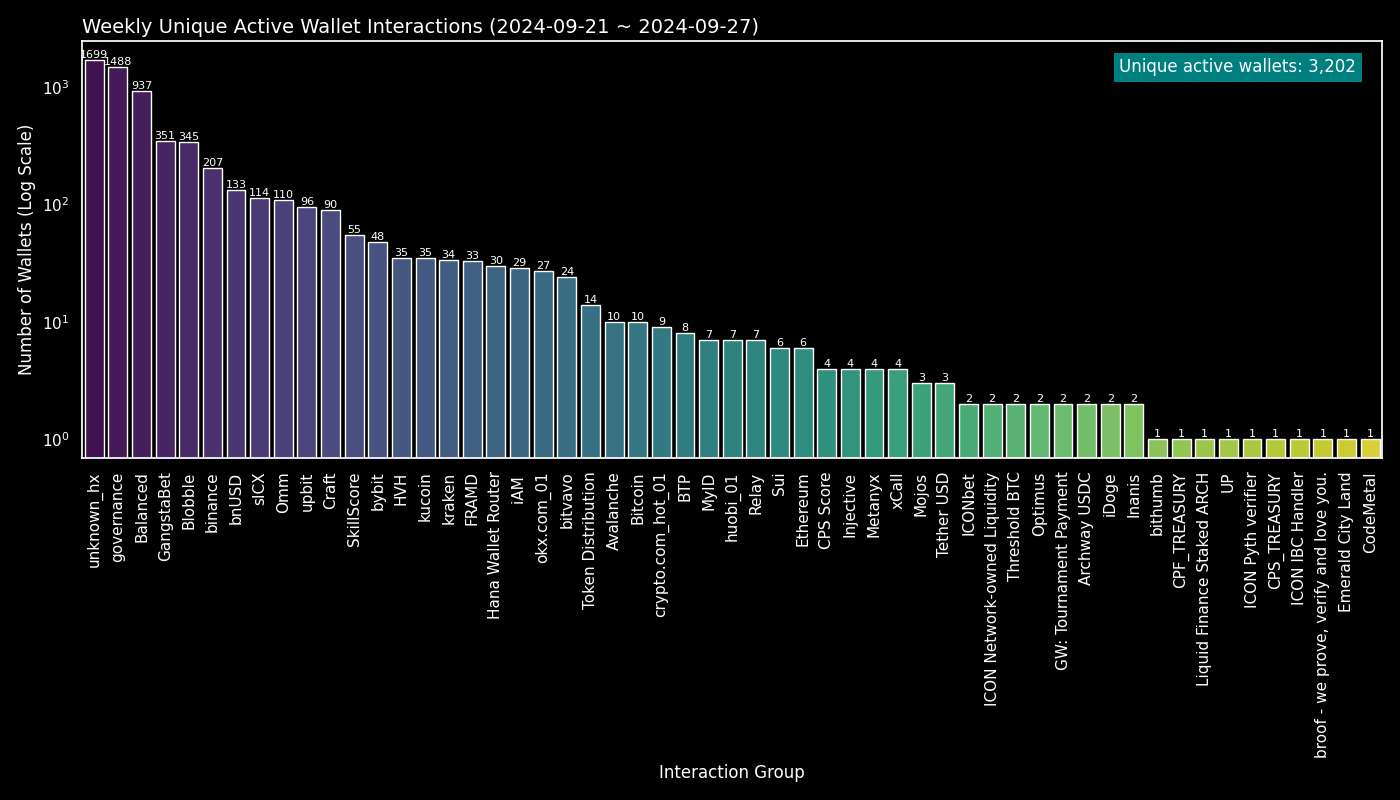 Weekly Unique Active Wallet Interactions (2024-09-21 ~ 2024-09-27)
Unique active wallets: 3,202
Number of Wallets (Log Scale)
10³
10²
10¹
10⁰
1699
1488
937
351
345
207
133
114
110
96
90
55
48
35
35
34
33
30
29
27
24
14
10
10
9
8
7
7
7
6
6
4
4
4
4
3
3
2
2
2
2
2
2
2
2
1
1
1
1
1
1
1
1
1
1
unknown_hx
governance
Balanced
GangstaBet
Blobble
binance
bnUSD
sICX
Omm
upbit
Craft
SkillScore
bybit
HVH
kucoin
kraken
FRAMD
Hana Wallet Router
iAM
okx.com_01
bitvavo
Token Distribution
Avalanche
Bitcoin
crypto.com_hot_01
BTP
MyID
huobi_01
Relay
Sui
Ethereum
CPS Score
Injective
Metanyx
xCall
Mojos
Tether USD
ICONbet
ICON Network-owned Liquidity
Threshold BTC
Optimus
GW: Tournament Payment
Archway USDC
iDoge
Inanis
bithumb
CPF_TREASURY
Liquid Finance Staked ARCH
UP
ICON Pyth verifier
CPS_TREASURY
ICON IBC Handler
broof - we prove, verify and love you.
Emerald City Land
CodeMetal
Interaction Group